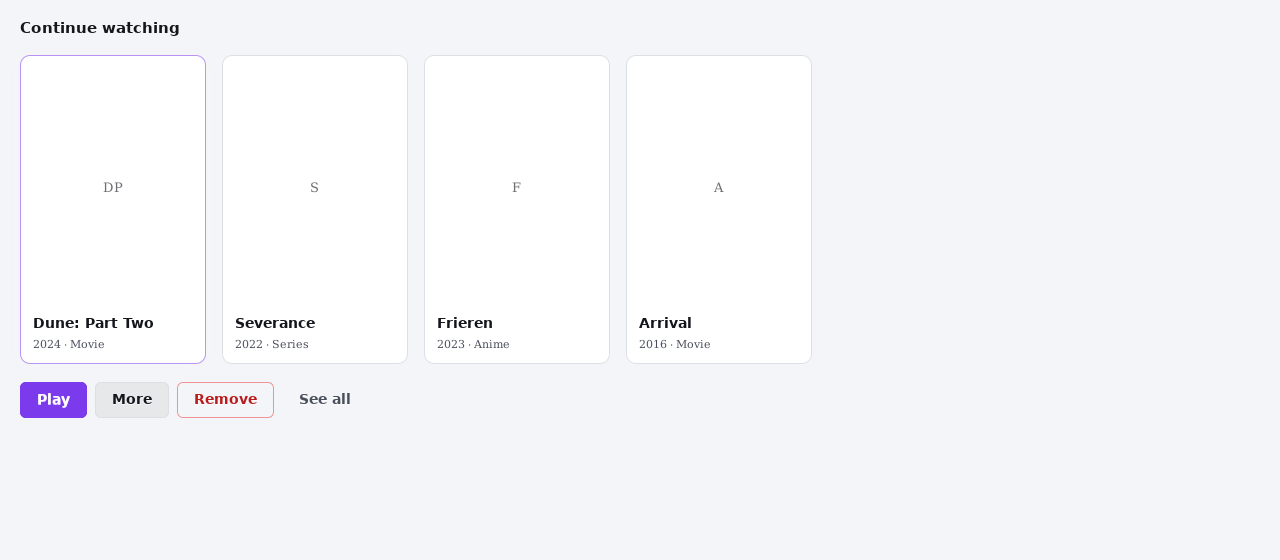 Continue watching
DP
S
F
A
Dune: Part Two
Severance
Frieren
Arrival
2024 · Movie
2022 · Series
2023 · Anime
2016 · Movie
Play
More
Remove
See all